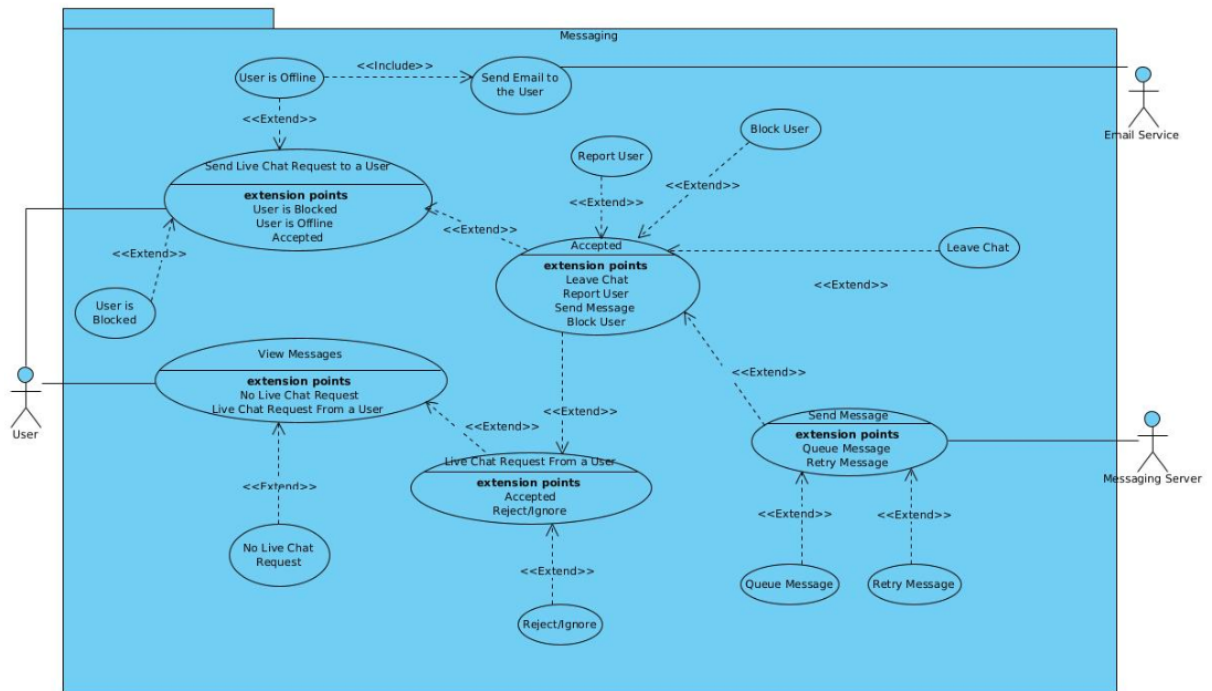 Messaging
<<Include>>
User is Offline
Send Email to
the User
<<Extend>>
Email Service
Block User
Report User
Send Live Chat Request to a User
extension points
User is Blocked
User is Offline
Accepted
<<Extend>>
<<Extend>>
<<Extend>>
<<Extend>>
Accepted
extension points
Leave Chat
Report User
Send Message
Block User
Leave Chat
<<Extend>>
<<Extend>>
User is
Blocked
View Messages
extension points
No Live Chat Request
Live Chat Request From a User
<<Extend>>
User
<<Extend>>
<<Extend>>
Send Message
extension points
Queue Message
Retry Message
Live Chat Request From a User
extension points
Accepted
Reject/Ignore
Messaging Server
<<Extend>>
<<Extend>>
<<Extend>>
No Live Chat
Request
<<Extend>>
Queue Message
Retry Message
Reject/Ignore